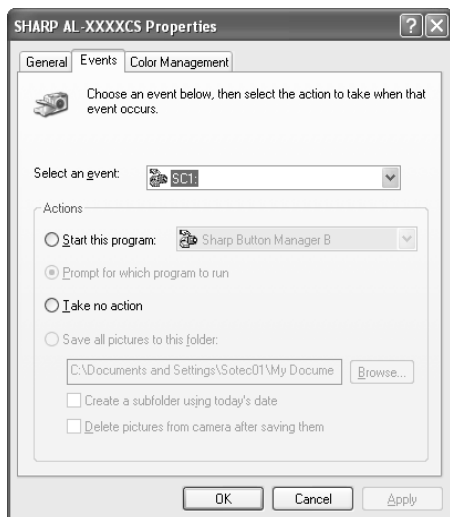 SHARP AL-XXXXCS Properties
General Events Color Management
Choose an event below, then select the action to take when that
event occurs.
Select an event: SC1:
Actions
Start this program: Sharp Button Manager B
Prompt for which program to run
Take no action
Save all pictures to this folder:
C:\Documents and Settings\Sotec01\My Docume Browse...
Create a subfolder using today's date
Delete pictures from camera after saving them
OK Cancel Apply